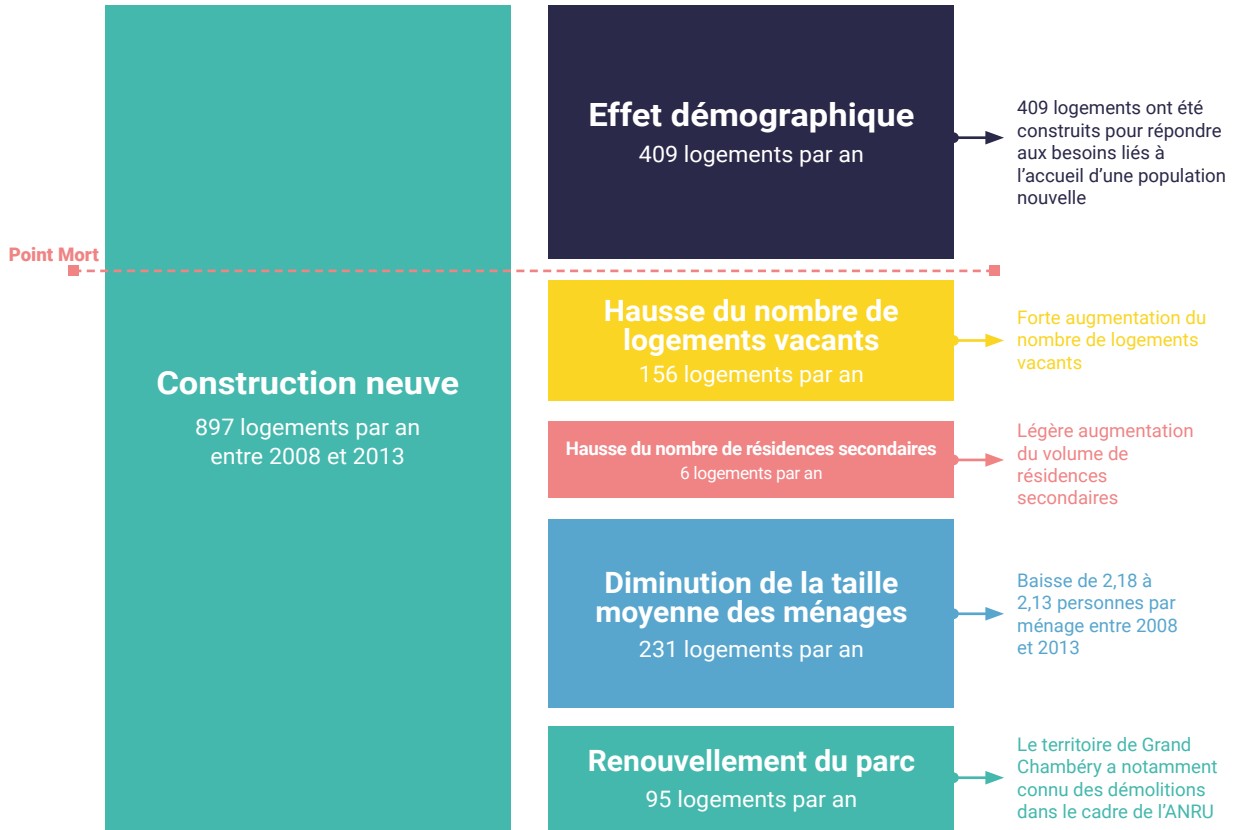 Point Mort
Construction neuve
897 logements par an
entre 2008 et 2013
Effet démographique
409 logements par an
409 logements ont été
construits pour répondre
aux besoins liés à
l'accueil d'une population
nouvelle
Hausse du nombre de
logements vacants
156 logements par an
Forte augmentation du
nombre de logements
vacants
Hausse du nombre de résidences secondaires
6 logements par an
Légère augmentation
du volume de
résidences
secondaires
Diminution de la taille
moyenne des ménages
231 logements par an
Baisse de 2,18 à
2,13 personnes par
ménage entre 2008
et 2013
Renouvellement du parc
95 logements par an
Le territoire de Grand
Chambéry a notamment
connu des démolitions
dans le cadre de l'ANRU